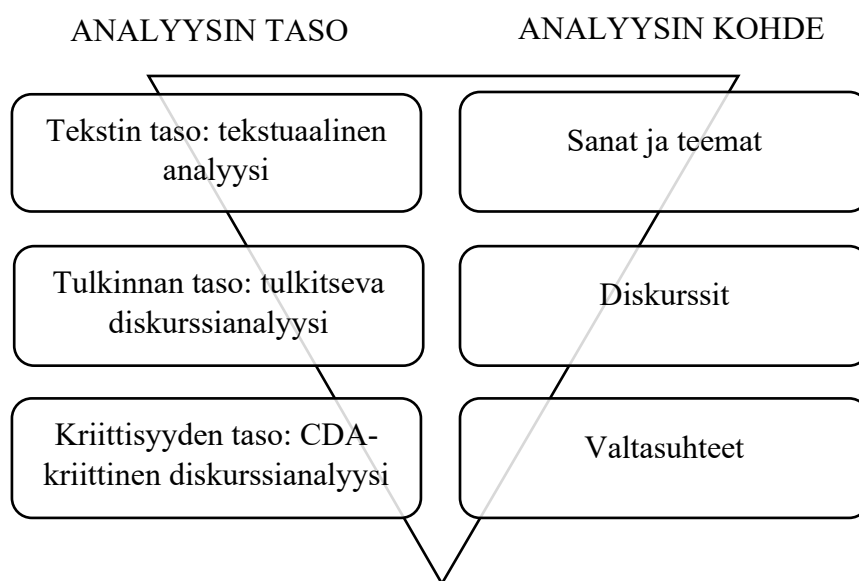 ANALYYSIN TASO
ANALYYSIN KOHDE
Tekstin taso: tekstuaalinen
analyysi
Sanat ja teemat
Tulkinnan taso: tulkitseva
diskurssianalyysi
Diskurssit
Kriittisyyden taso: CDA-
kriittinen diskurssianalyysi
Valtasuhteet